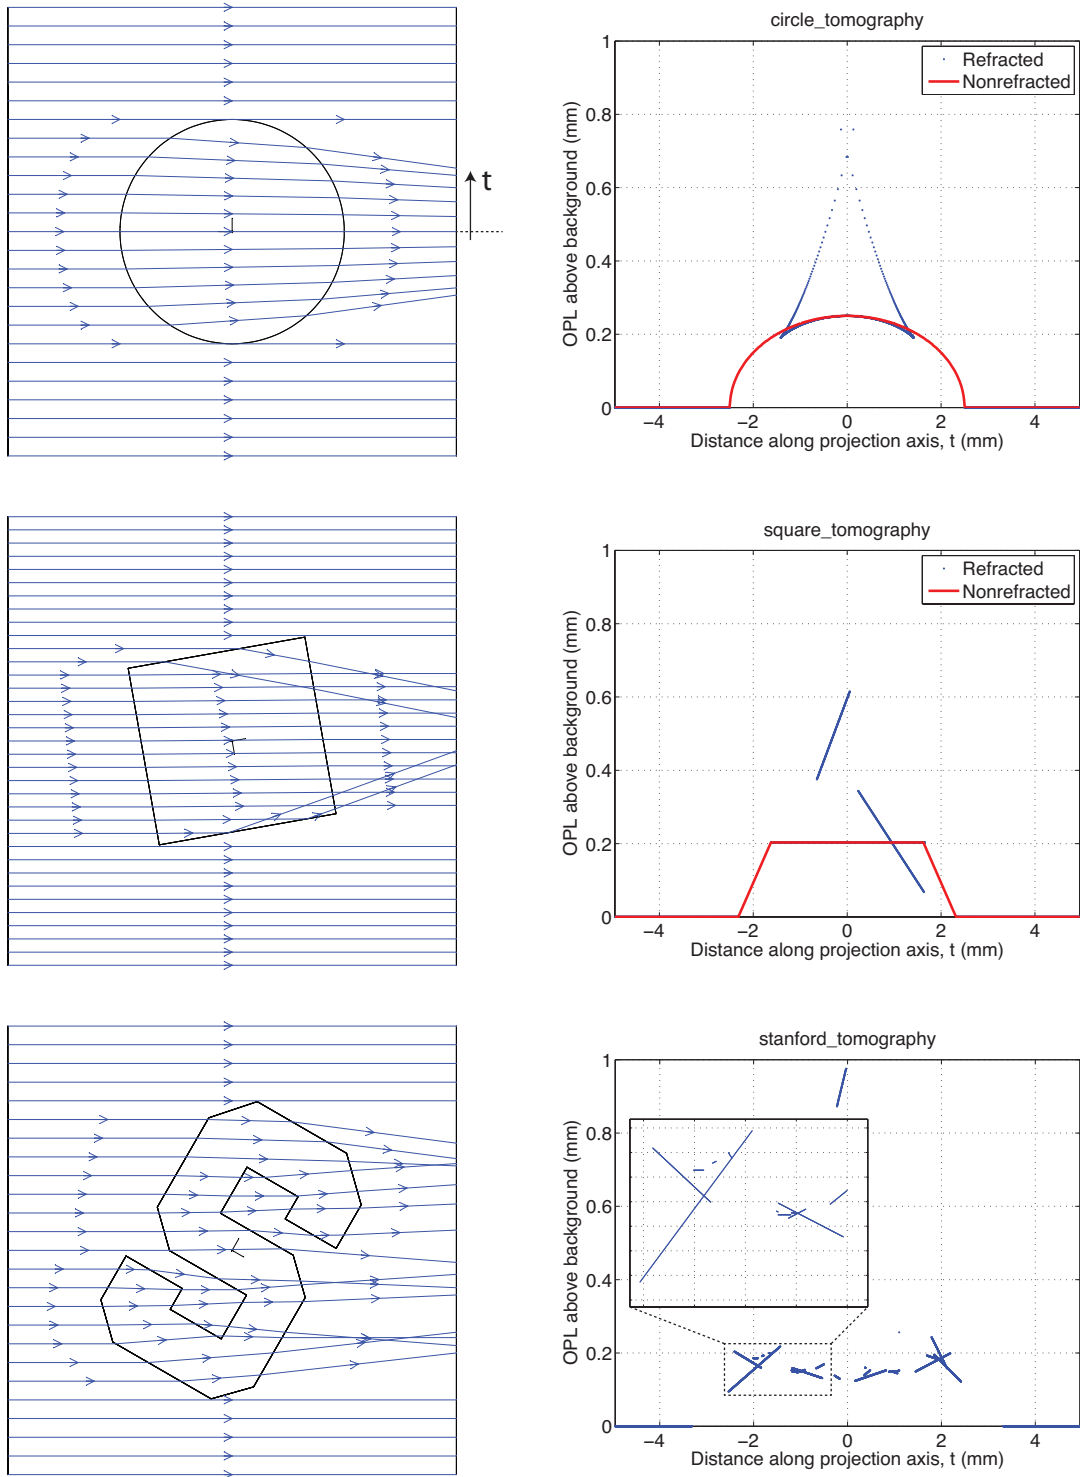 t
circle_tomography
Refracted
Nonrefracted
OPL above background (mm)
1
0.8
0.6
0.4
0.2
0
−4 −2 0 2 4
Distance along projection axis, t (mm)
square_tomography
Refracted
Nonrefracted
OPL above background (mm)
1
0.8
0.6
0.4
0.2
0
−4 −2 0 2 4
Distance along projection axis, t (mm)
stanford_tomography
OPL above background (mm)
1
0.8
0.6
0.4
0.2
0
−4 −2 0 2 4
Distance along projection axis, t (mm)